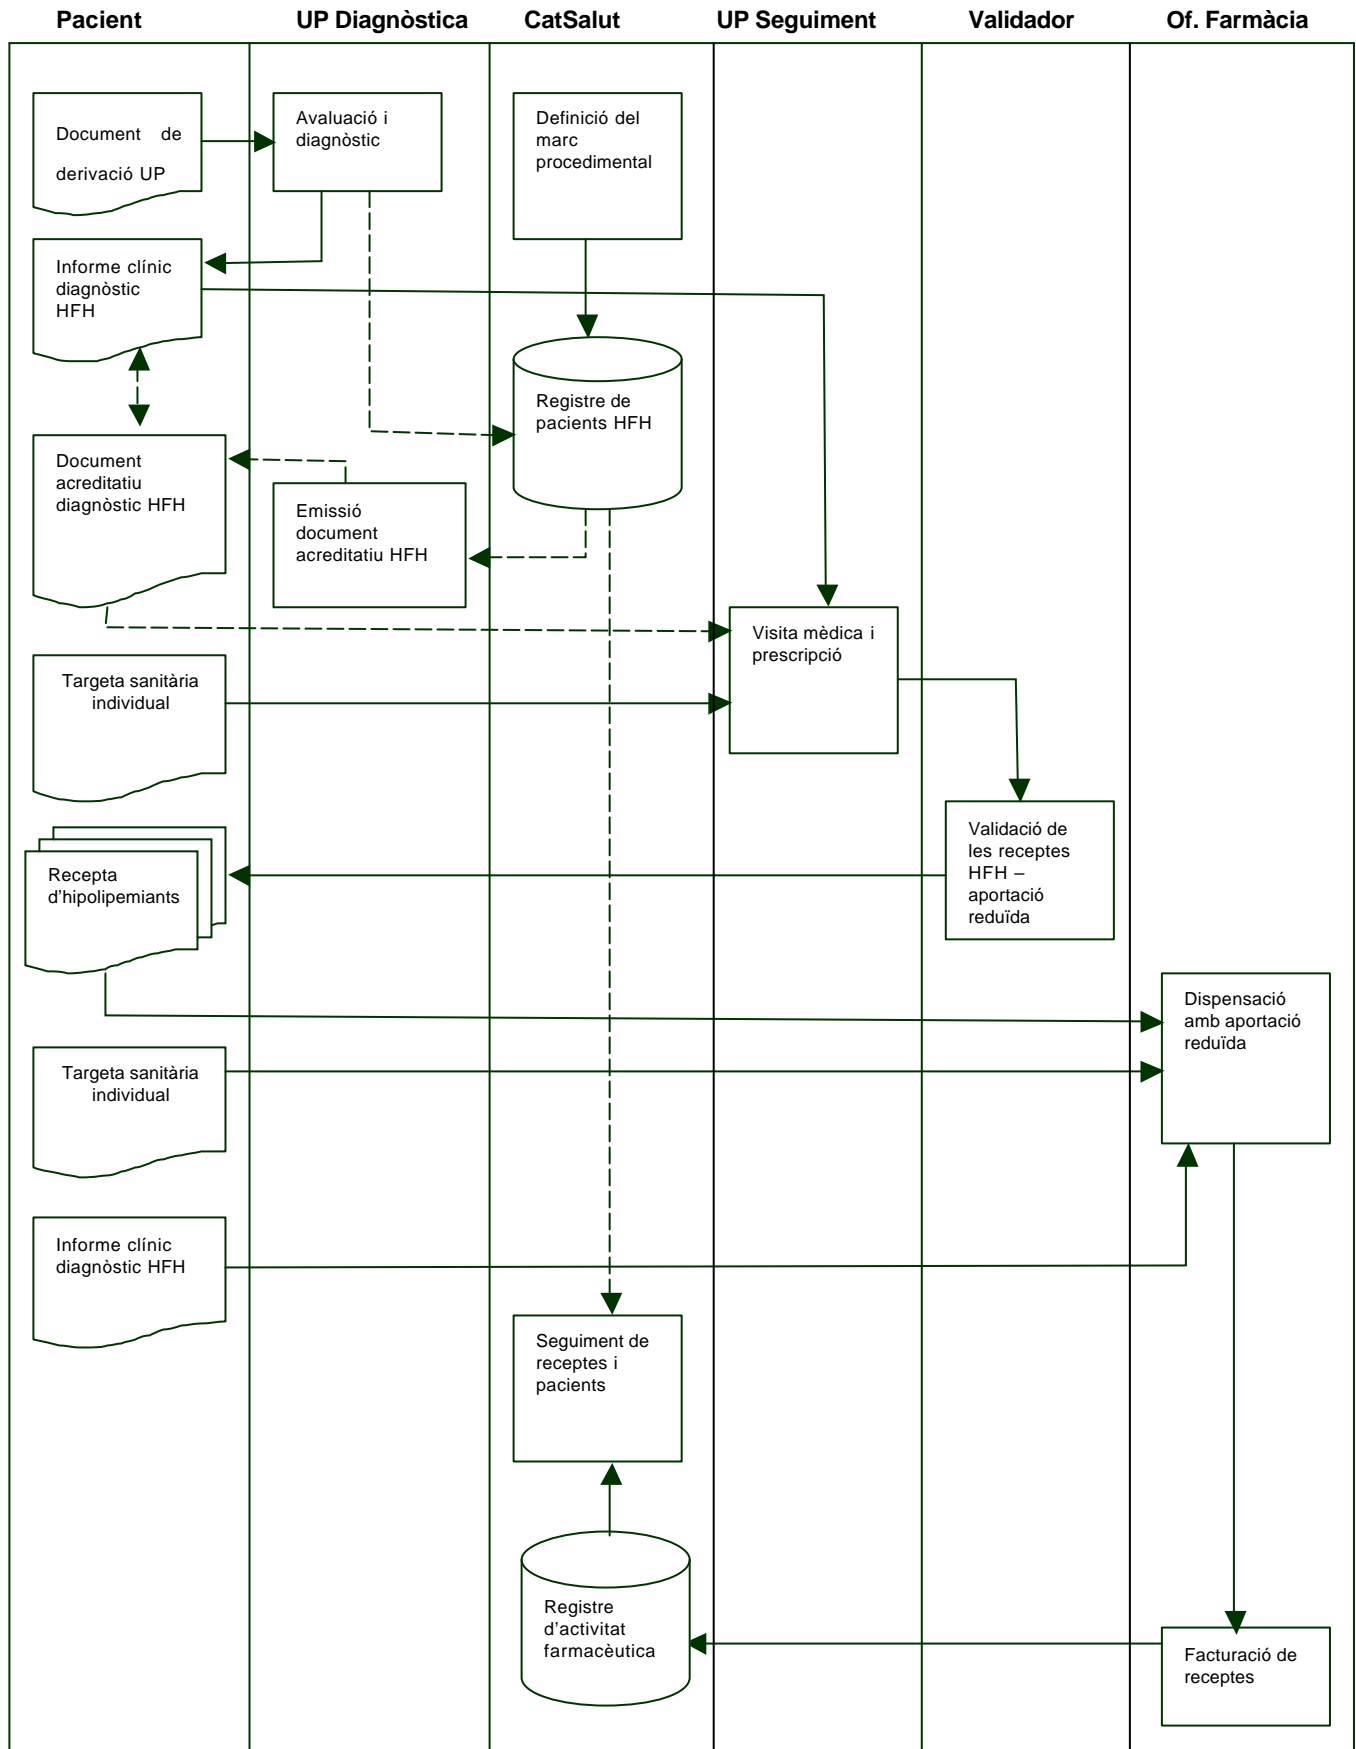 Pacient
UP Diagnòstica
CatSalut
UP Seguiment
Validador
Of. Farmàcia
Document de
derivació UP
Avaluació i
diagnòstic
Definició del
marc
procedimental
Informe clínic
diagnòstic
HFH
Registre de
pacients HFH
Document
acreditatiu
diagnòstic HFH
Emissió
document
acreditatiu HFH
Visita mèdica i
prescripció
Targeta sanitària
individual
Validació de
les receptes
HFH –
aportació
reduïda
Recepta
d'hipolipemiants
Dispensació
amb aportació
reduïda
Targeta sanitària
individual
Informe clínic
diagnòstic HFH
Seguiment de
receptes i
pacients
Registre
d'activitat
farmacèutica
Facturació de
receptes